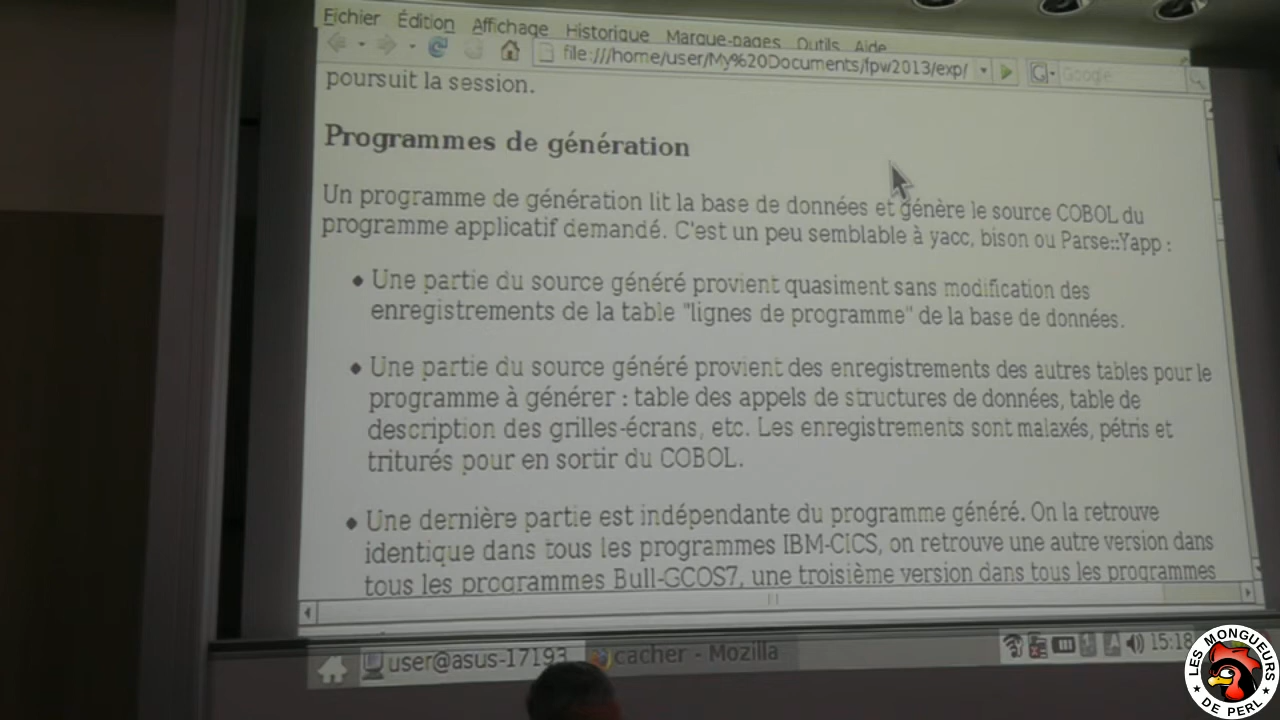 Fichier Édition Affichage Historique Marque-pages Outils Aide
file:///home/user/My%20Documents/fpw2013/exp/ Google
poursuit la session.
Programmes de génération
Un programme de génération lit la base de données et génère le source COBOL du
programme applicatif demandé. C'est un peu semblable à yacc, bison ou Parse::Yapp :
• Une partie du source généré provient quasiment sans modification des
enregistrements de la table "lignes de programme" de la base de données.
• Une partie du source généré provient des enregistrements des autres tables pour le
programme à générer : table des appels de structures de données, table de
description des grilles-écrans, etc. Les enregistrements sont malaxés, pétris et
triturés pour en sortir du COBOL.
• Une dernière partie est indépendante du programme généré. On la retrouve
identique dans tous les programmes IBM-CICS, on retrouve une autre version dans
tous les programmes Bull-GCOS7, une troisième version dans tous les programmes
user@asus-17193 cacher - Mozilla 15:18
LES MONGUEURS
★ DE PERL ★